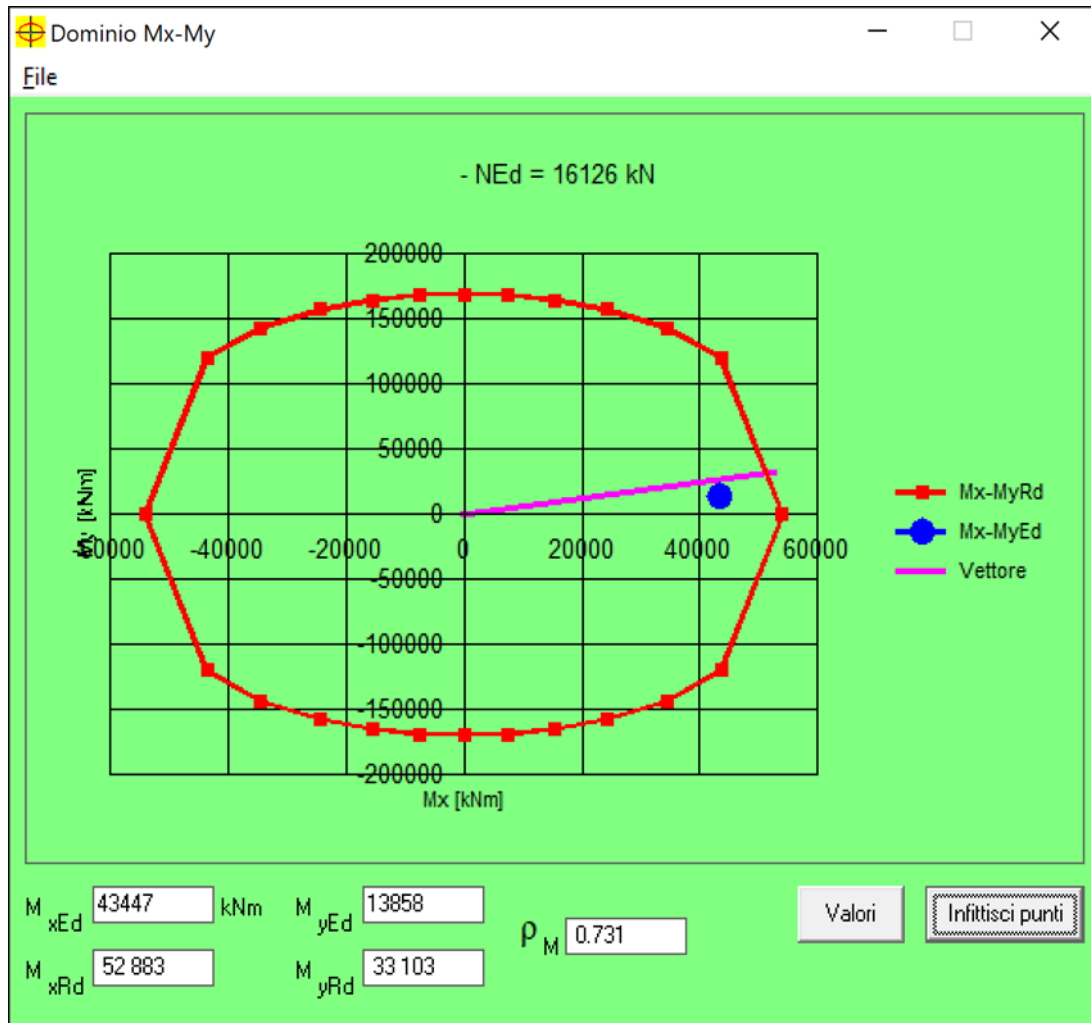 Dominio Mx-My
File
- NEd = 16126 kN
200000
150000
100000
50000
0
-50000
-100000
-150000
-200000
-60000 -40000 -20000 0 20000 40000 60000
[kNm]
Mx [kNm]
Mx-MyRd
Mx-MyEd
Vettore
M xEd 43447 kNm M yEd 13858
M xRd 52 883 M yRd 33 103
ρ M 0.731
Valori
Infittisci punti